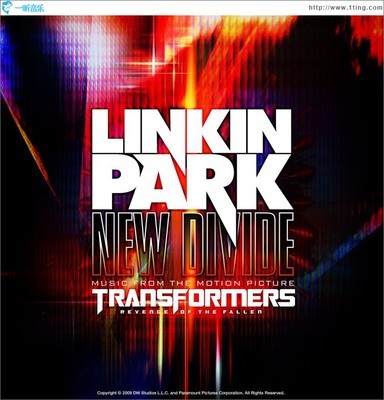 一听音乐
http://www.1ting.com
LINKIN
PARK
NEW DIVIDE
MUSIC FROM THE MOTION PICTURE
TRANSFORMERS
REVENGE OF THE FALLEN
Copyright © 2009 DW Studios L.L.C. and Paramount Pictures Corporation. All Rights Reserved.